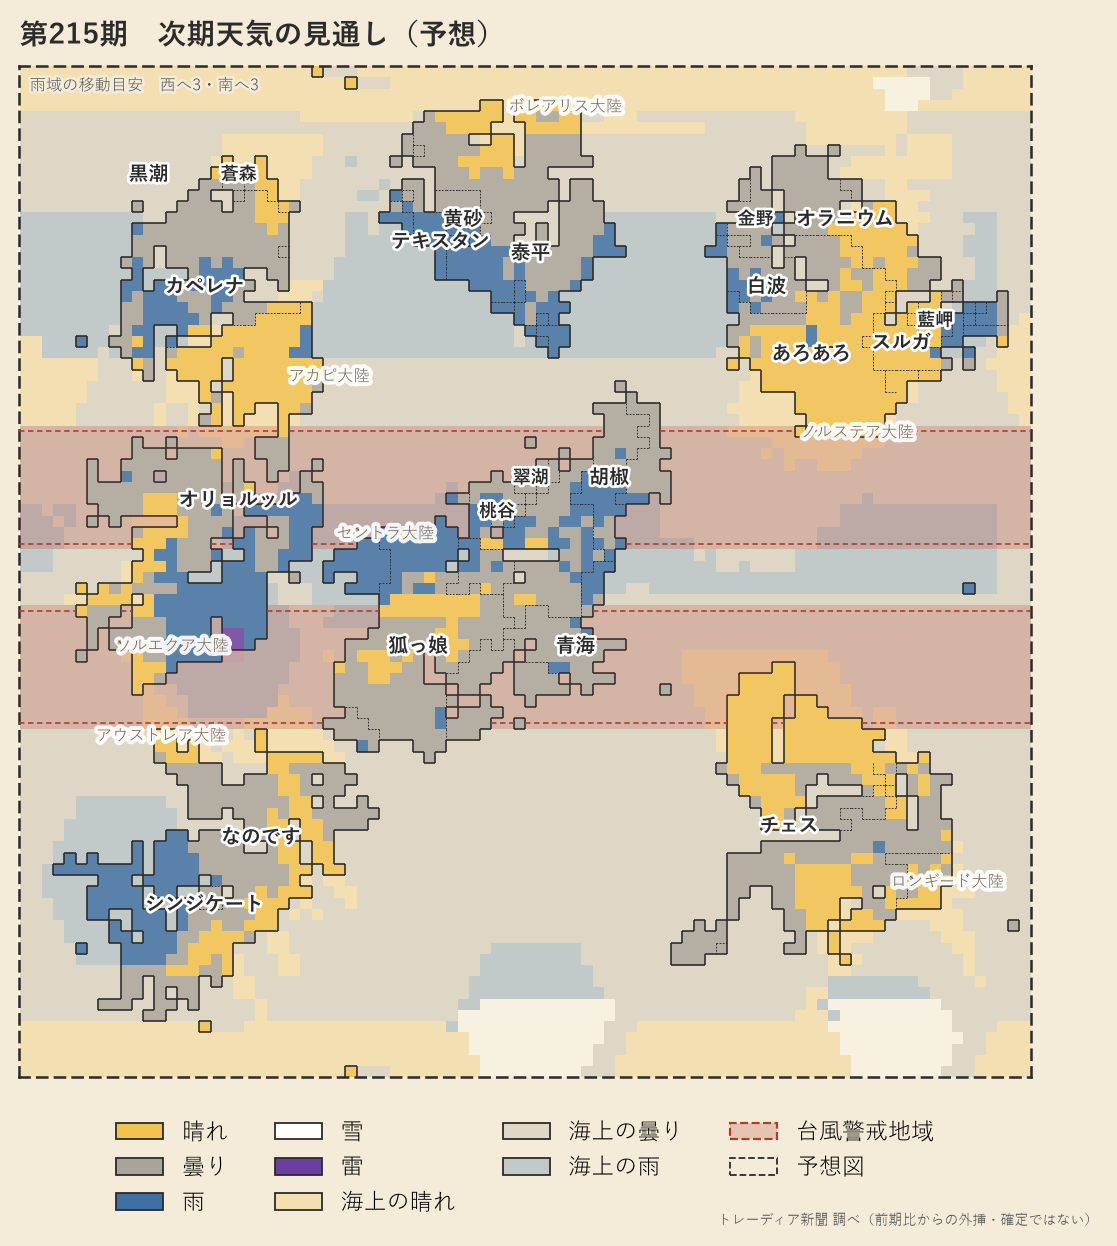 第215期　次期天気の見通し（予想）
雨域の移動目安　西へ3・南へ3
ボレアリス大陸
黒潮
蒼森
黄砂
金野
オラニウム
テキスタン
泰平
カペレナ
白波
藍岬
スルガ
あろあろ
アカピ大陸
ノルステア大陸
翠湖
胡椒
オリョルッル
桃谷
セントラ大陸
ソルエクア大陸
狐っ娘
青海
アウストレア大陸
チェス
なのです
ロンギード大陸
シンジケート
晴れ
雪
海上の曇り
台風警戒地域
曇り
雷
海上の雨
予想図
雨
海上の晴れ
トレーディア新聞 調べ（前期比からの外挿・確定ではない）